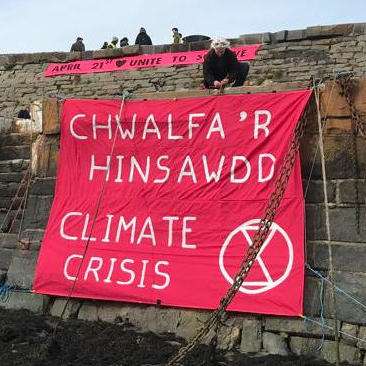 APRIL 21ST UNITE TO
CHWALFA'R
HINSAWDD
CLIMATE
CRISIS